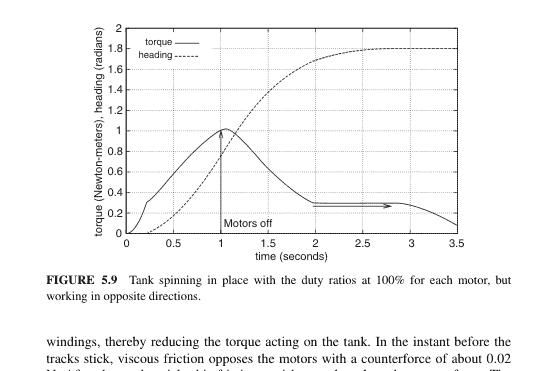 2
1.8
1.6
1.4
1.2
1
0.8
0.6
0.4
0.2
0
torque (Newton-meters), heading (radians)
torque
heading
Motors off
0 0.5 1 1.5 2 2.5 3 3.5
time (seconds)
FIGURE 5.9 Tank spinning in place with the duty ratios at 100% for each motor, but
working in opposite directions.
windings, thereby reducing the torque acting on the tank. In the instant before the
tracks stick, viscous friction opposes the motors with a counterforce of about 0.02